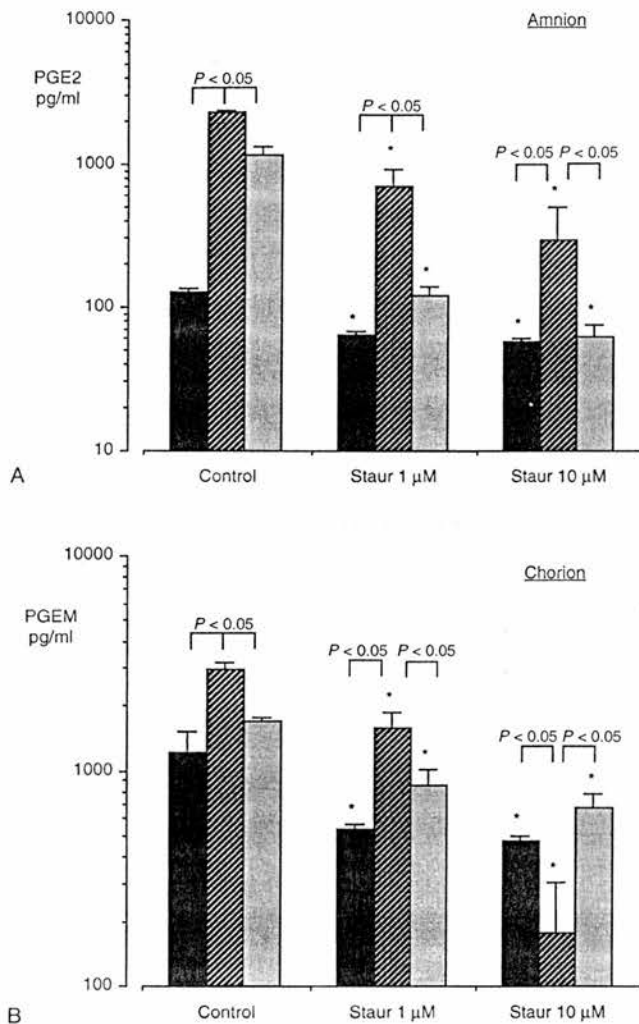 10000
Amnion
PGE2
pg/ml
P < 0.05
P < 0.05
P < 0.05 P < 0.05
*
*
*
*
*
*
1000
100
10
A
Control Staur 1 µM Staur 10 µM
10000
Chorion
PGEM
pg/ml
P < 0.05
P < 0.05 P < 0.05
P < 0.05 P < 0.05
*
*
*
*
*
*
1000
100
B
Control Staur 1 µM Staur 10 µM